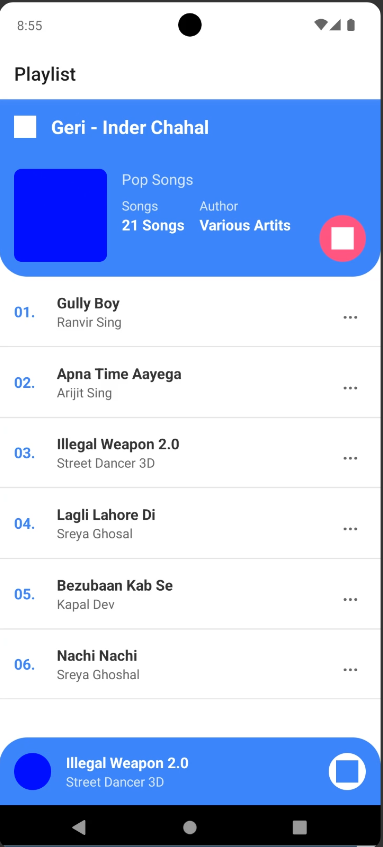 8:55
Playlist
Geri - Inder Chahal
Pop Songs
Songs Author
21 Songs Various Artits
01. Gully Boy
Ranvir Sing
02. Apna Time Aayega
Arijit Sing
03. Illegal Weapon 2.0
Street Dancer 3D
04. Lagli Lahore Di
Sreya Ghosal
05. Bezubaan Kab Se
Kapal Dev
06. Nachi Nachi
Sreya Ghoshal
Illegal Weapon 2.0
Street Dancer 3D